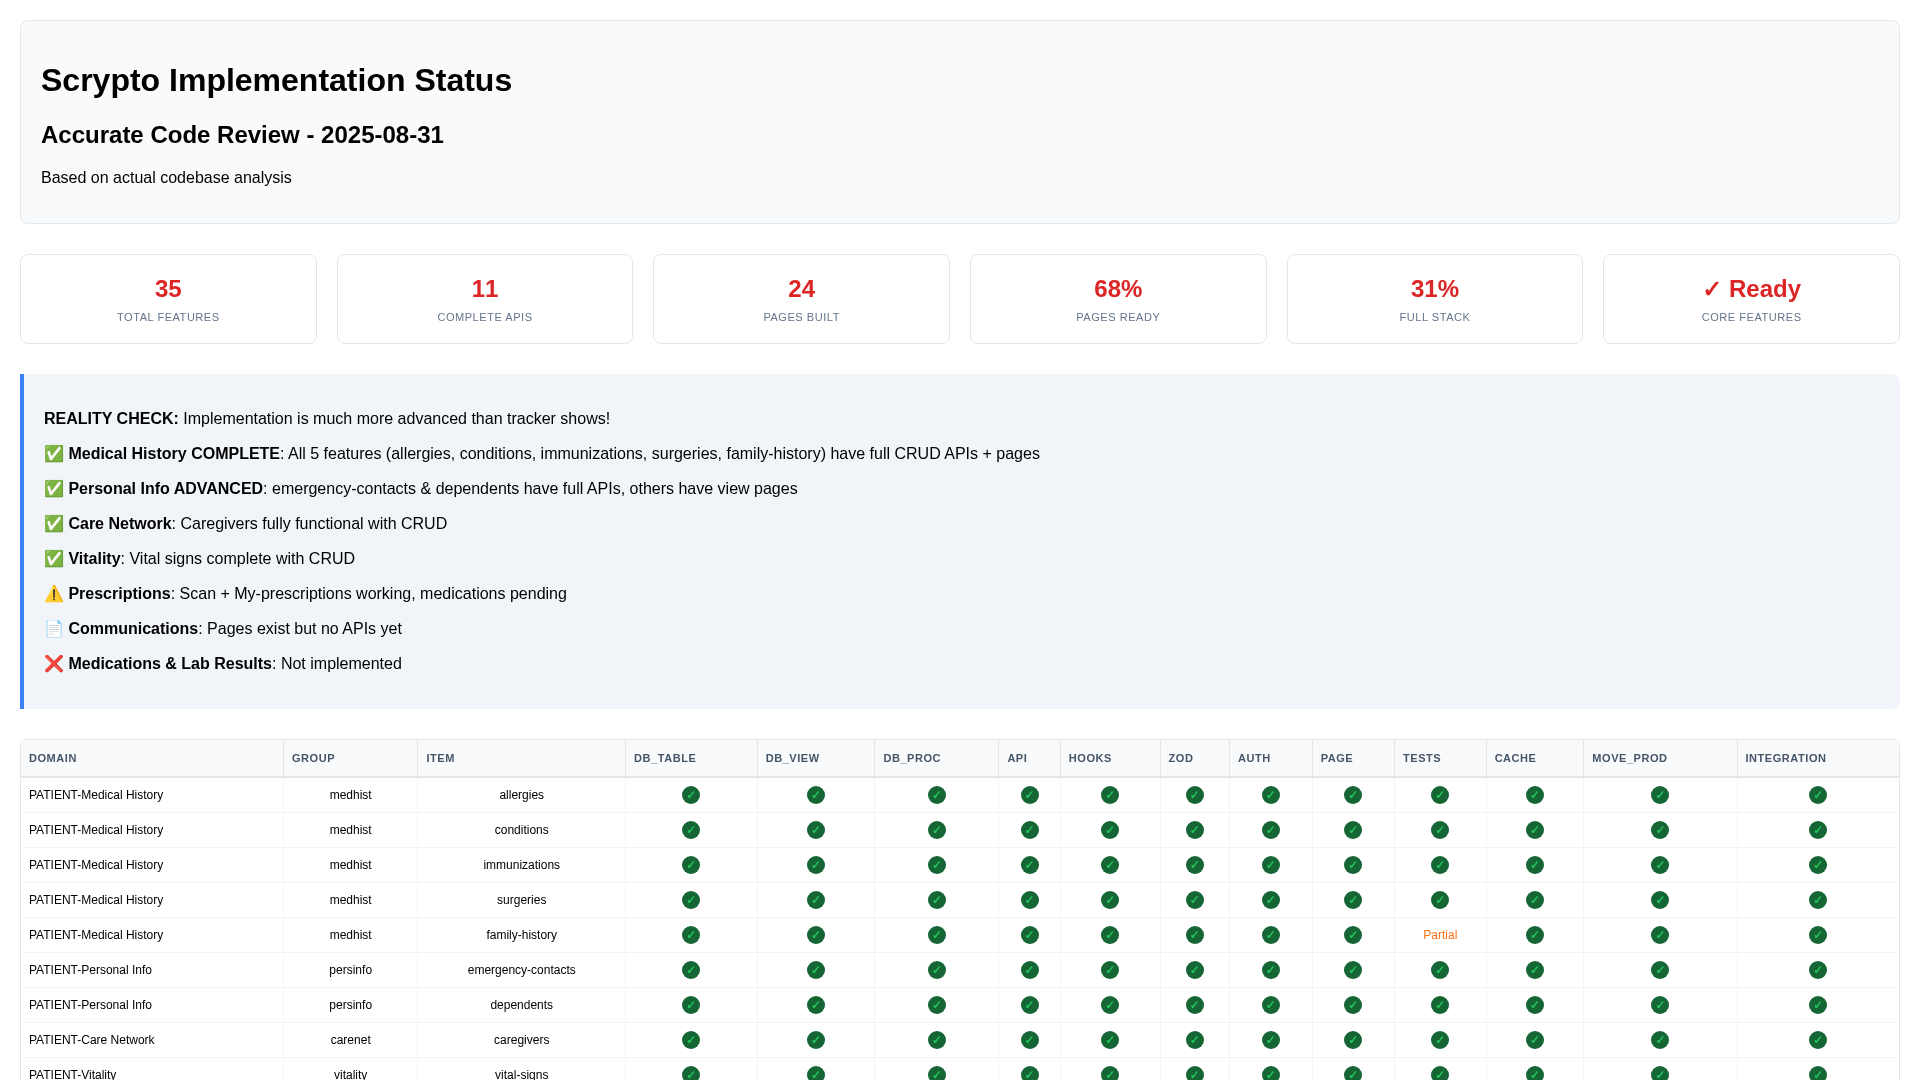 Scrypto Implementation Status
Accurate Code Review - 2025-08-31
Based on actual codebase analysis
35
TOTAL FEATURES
11
COMPLETE APIS
24
PAGES BUILT
68%
PAGES READY
31%
FULL STACK
✓ Ready
CORE FEATURES
REALITY CHECK: Implementation is much more advanced than tracker shows!
✅ Medical History COMPLETE: All 5 features (allergies, conditions, immunizations, surgeries, family-history) have full CRUD APIs + pages
✅ Personal Info ADVANCED: emergency-contacts & dependents have full APIs, others have view pages
✅ Care Network: Caregivers fully functional with CRUD
✅ Vitality: Vital signs complete with CRUD
⚠️ Prescriptions: Scan + My-prescriptions working, medications pending
📄 Communications: Pages exist but no APIs yet
❌ Medications & Lab Results: Not implemented
DOMAIN GROUP ITEM DB_TABLE DB_VIEW DB_PROC API HOOKS ZOD AUTH PAGE TESTS CACHE MOVE_PROD INTEGRATION
PATIENT-Medical History medhist allergies ✓ ✓ ✓ ✓ ✓ ✓ ✓ ✓ ✓ ✓ ✓ ✓
PATIENT-Medical History medhist conditions ✓ ✓ ✓ ✓ ✓ ✓ ✓ ✓ ✓ ✓ ✓ ✓
PATIENT-Medical History medhist immunizations ✓ ✓ ✓ ✓ ✓ ✓ ✓ ✓ ✓ ✓ ✓ ✓
PATIENT-Medical History medhist surgeries ✓ ✓ ✓ ✓ ✓ ✓ ✓ ✓ ✓ ✓ ✓ ✓
PATIENT-Medical History medhist family-history ✓ ✓ ✓ ✓ ✓ ✓ ✓ ✓ Partial ✓ ✓ ✓
PATIENT-Personal Info persinfo emergency-contacts ✓ ✓ ✓ ✓ ✓ ✓ ✓ ✓ ✓ ✓ ✓ ✓
PATIENT-Personal Info persinfo dependents ✓ ✓ ✓ ✓ ✓ ✓ ✓ ✓ ✓ ✓ ✓ ✓
PATIENT-Care Network carenet caregivers ✓ ✓ ✓ ✓ ✓ ✓ ✓ ✓ ✓ ✓ ✓ ✓
PATIENT-Vitality vitality vital-signs ✓ ✓ ✓ ✓ ✓ ✓ ✓ ✓ ✓ ✓ ✓ ✓